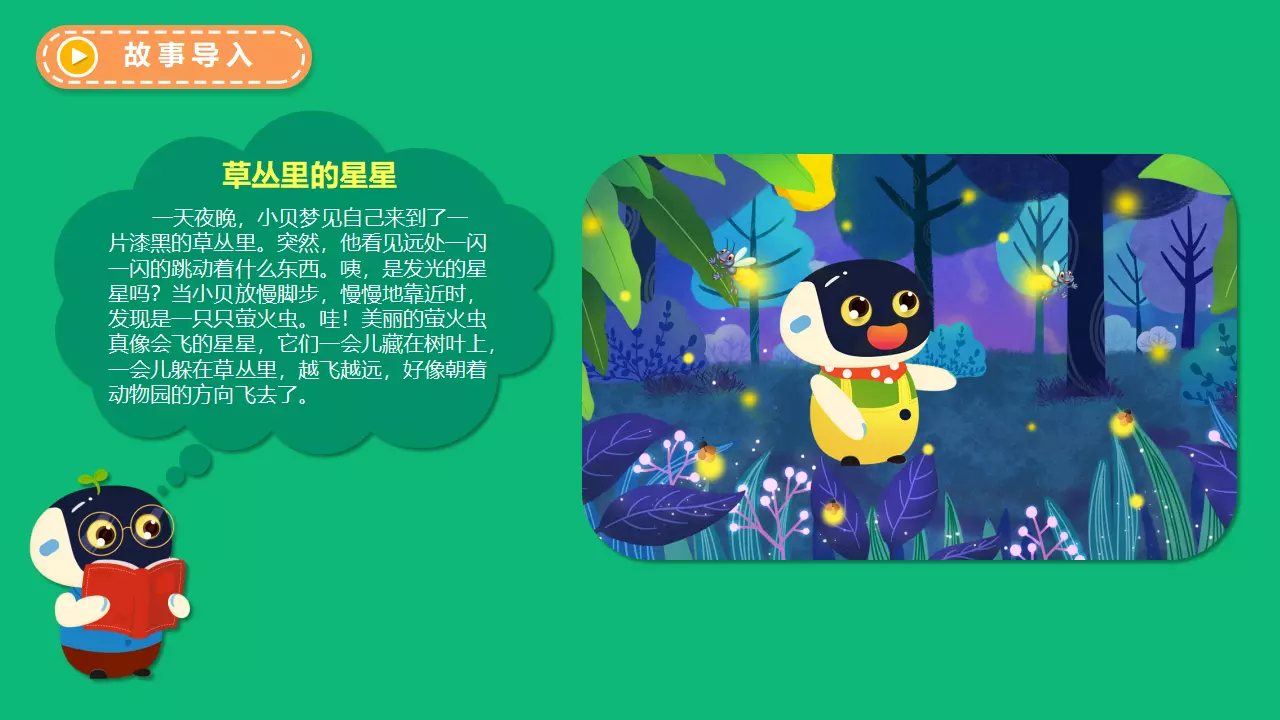 故事导入
草丛里的星星
一天夜晚，小贝梦见自己来到了一
片漆黑的草丛里。突然，他看见远处一闪
一闪的跳动着什么东西。咦，是发光的星
星吗？当小贝放慢脚步，慢慢地靠近时，
发现是一只只萤火虫。哇！美丽的萤火虫
真像会飞的星星，它们一会儿藏在树叶上，
一会儿躲在草丛里，越飞越远，好像朝着
动物园的方向飞去了。